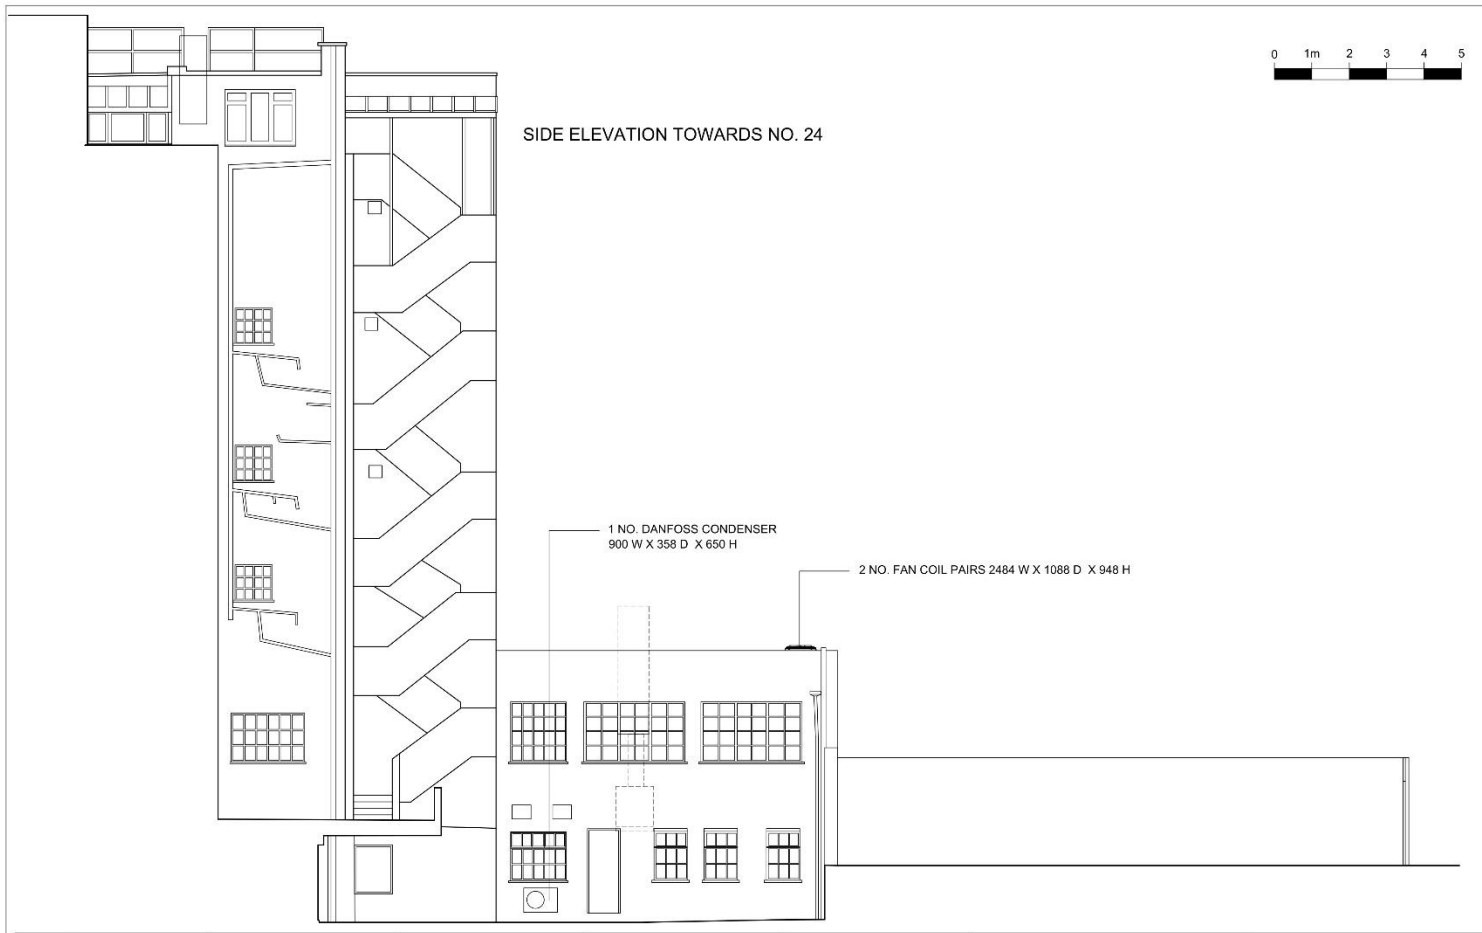 0 1m 2 3 4 5
SIDE ELEVATION TOWARDS NO. 24
1 NO. DANFOSS CONDENSER
900 W X 358 D X 650 H
2 NO. FAN COIL PAIRS 2484 W X 1088 D X 948 H